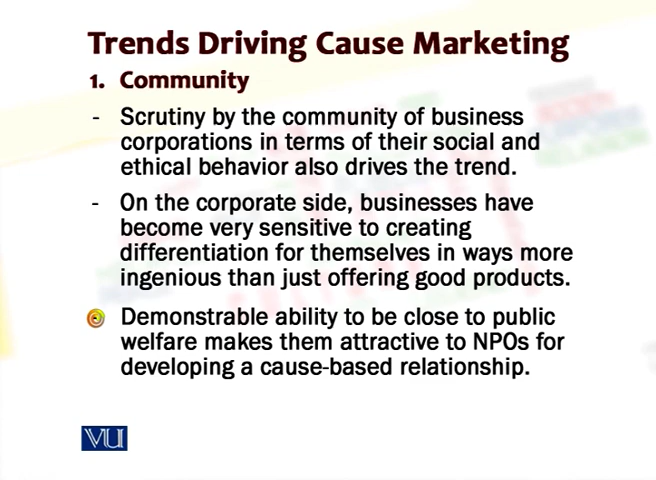 Trends Driving Cause Marketing
1. Community
- Scrutiny by the community of business
corporations in terms of their social and
ethical behavior also drives the trend.
- On the corporate side, businesses have
become very sensitive to creating
differentiation for themselves in ways more
ingenious than just offering good products.
Demonstrable ability to be close to public
welfare makes them attractive to NPOs for
developing a cause-based relationship.
VU